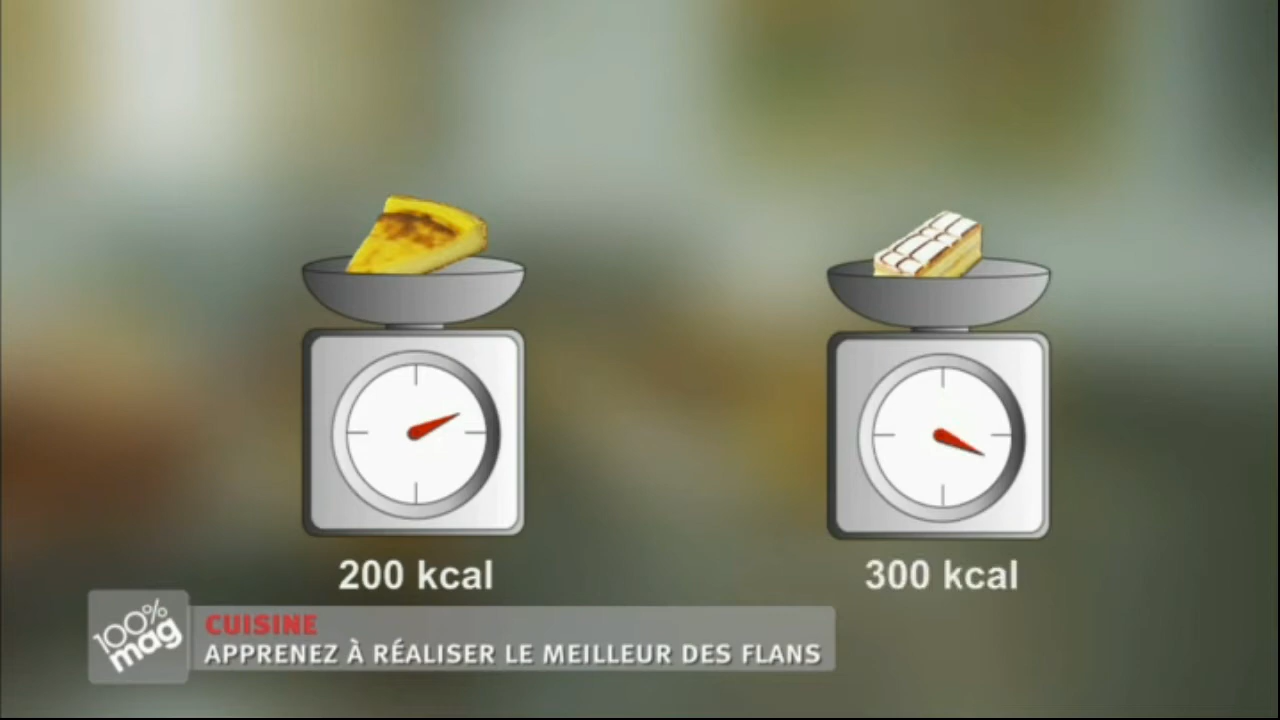 200 kcal
300 kcal
100%
mag
CUISINE
APPRENEZ À RÉALISER LE MEILLEUR DES FLANS